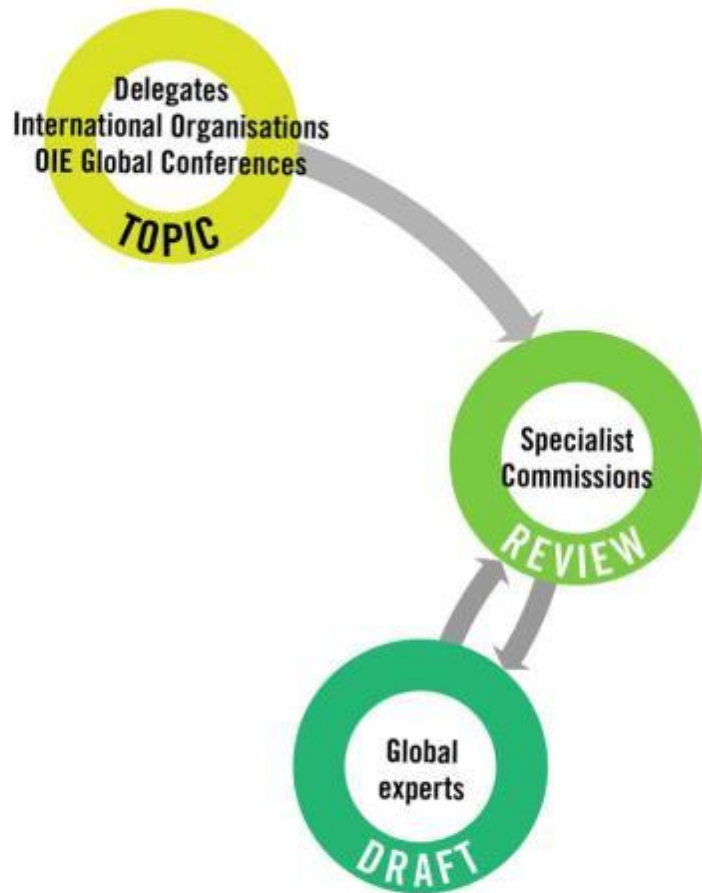 Delegates
International Organisations
OIE Global Conferences
TOPIC
Specialist
Commissions
REVIEW
Global
experts
DRAFT